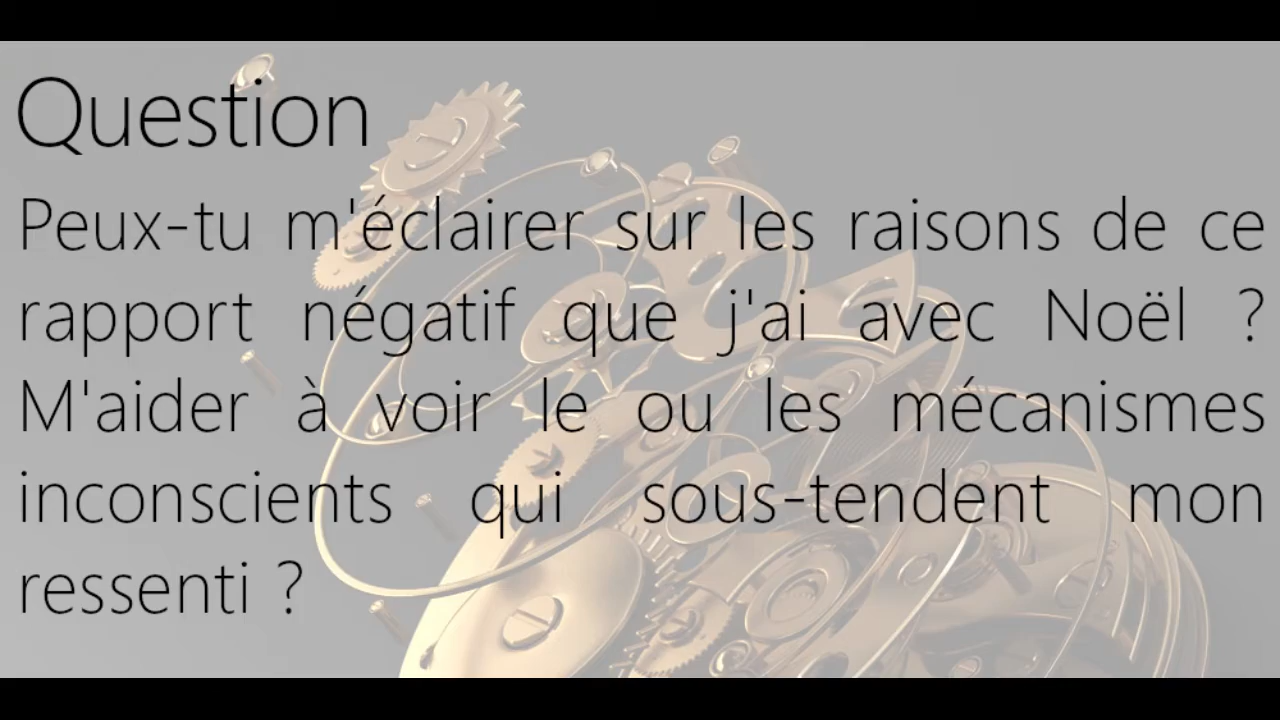 Question
Peux-tu m'éclairer sur les raisons de ce
rapport négatif que j'ai avec Noël ?
M'aider à voir le ou les mécanismes
inconscients qui sous-tendent mon
ressenti ?